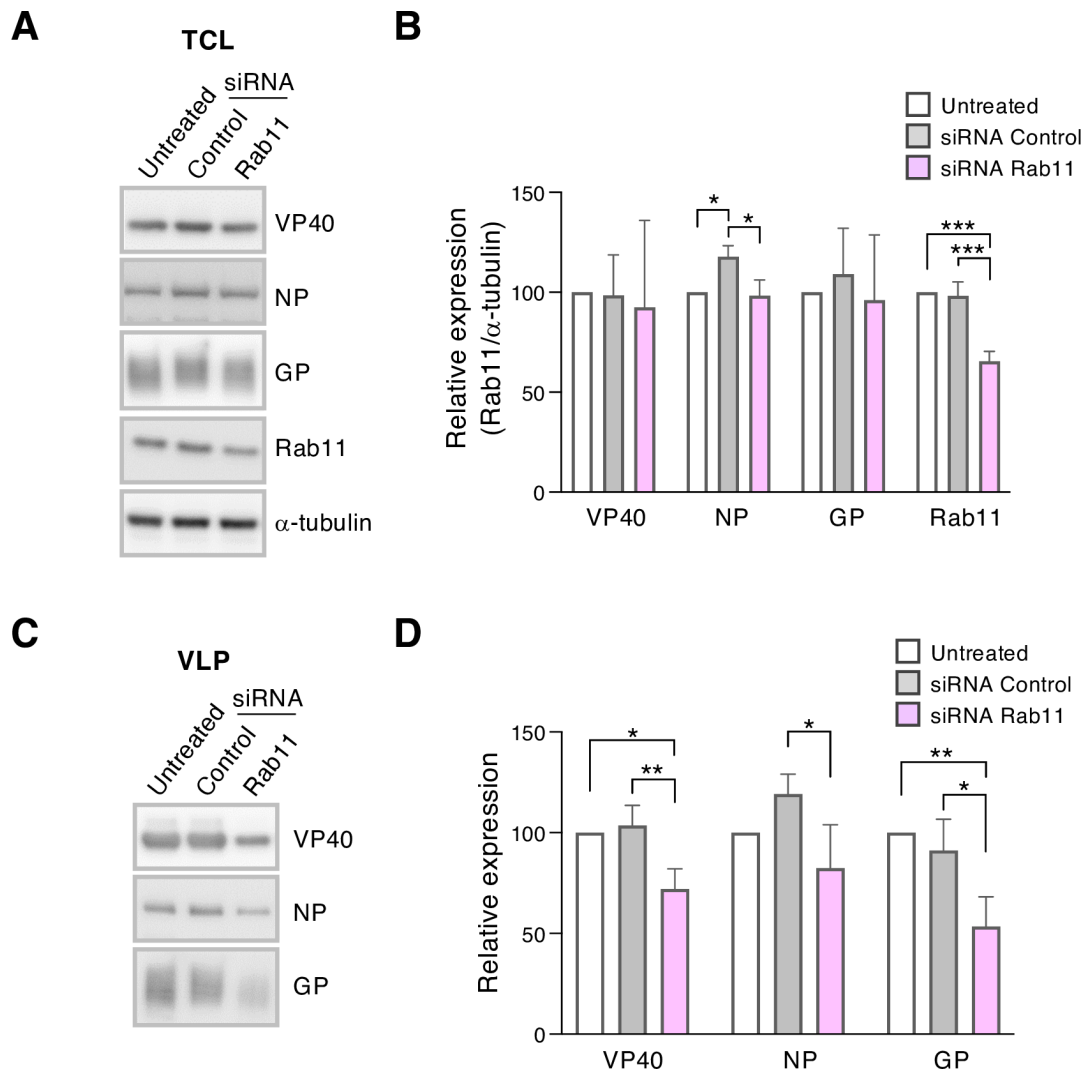 A
TCL
siRNA
Untreated
Control
Rab11
VP40
NP
GP
Rab11
α-tubulin
B
Untreated
siRNA Control
siRNA Rab11
Relative expression
(Rab11/α-tubulin)
150
100
50
0
*
*
***
***
VP40 NP GP Rab11
C
VLP
siRNA
Untreated
Control
Rab11
VP40
NP
GP
D
Untreated
siRNA Control
siRNA Rab11
Relative expression
150
100
50
0
*
**
*
**
*
VP40 NP GP